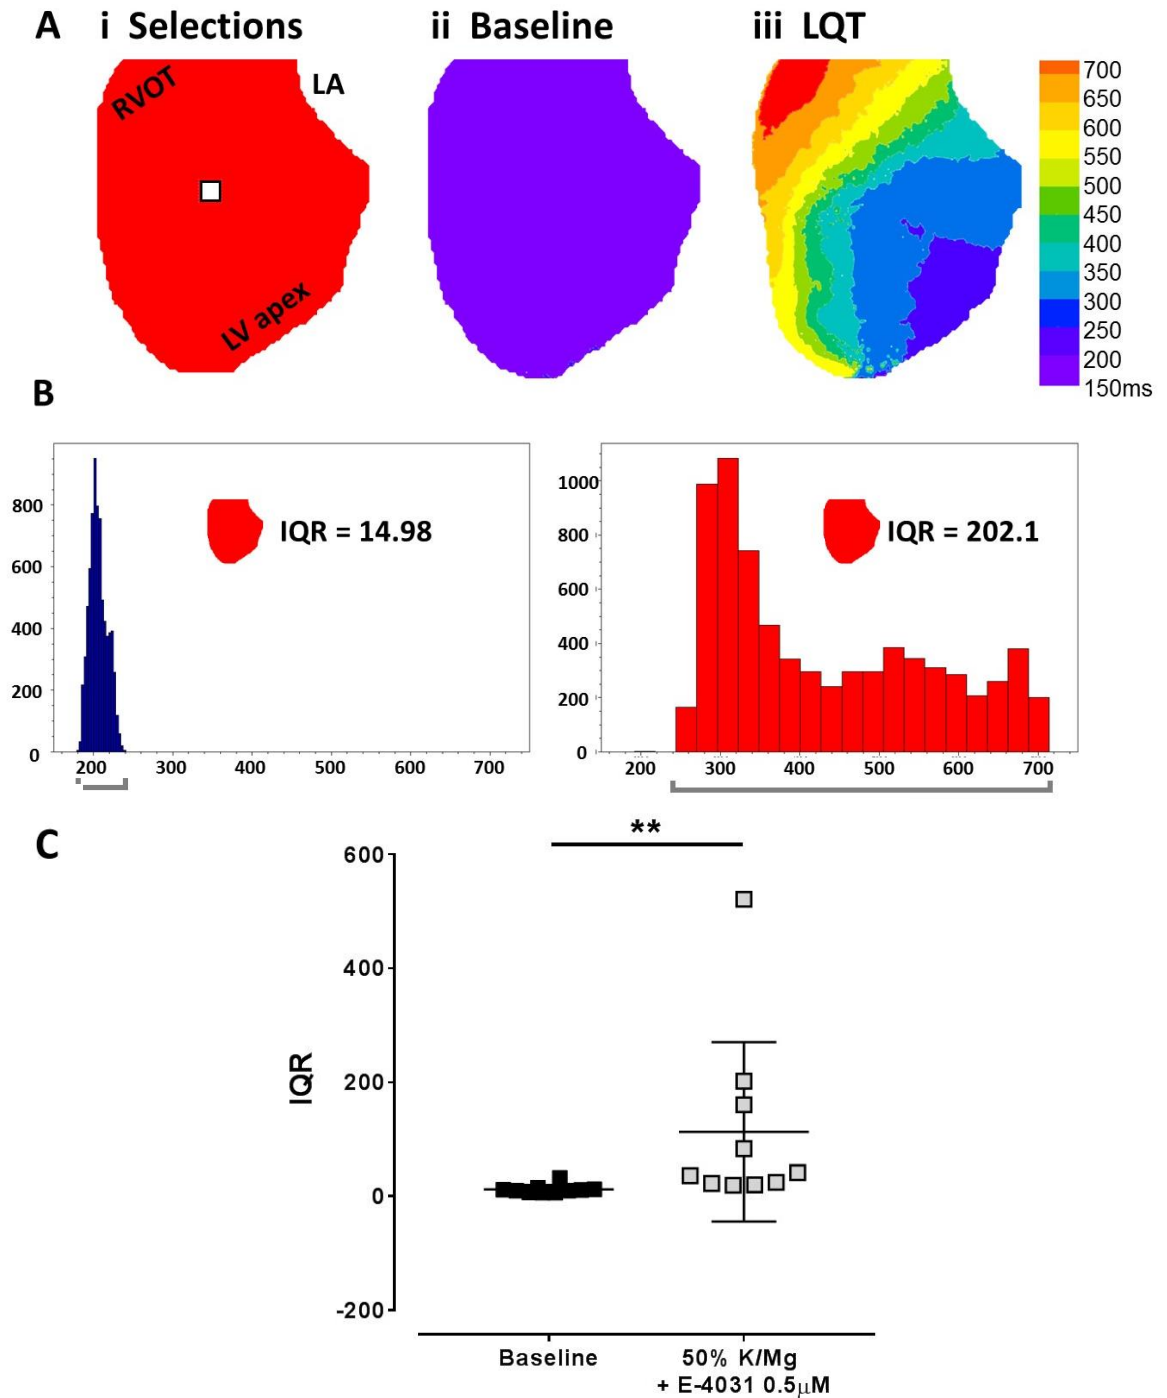 A i Selections ii Baseline iii LQT
RVOT
LA
LV apex
700
650
600
550
500
450
400
350
300
250
200
150ms
B
800
600
400
200
0
200 300 400 500 600 700
IQR = 14.98
1000
800
600
400
200
0
200 300 400 500 600 700
IQR = 202.1
C
**
600
400
200
0
-200
IQR
Baseline
50% K/Mg
+ E-4031 0.5μM